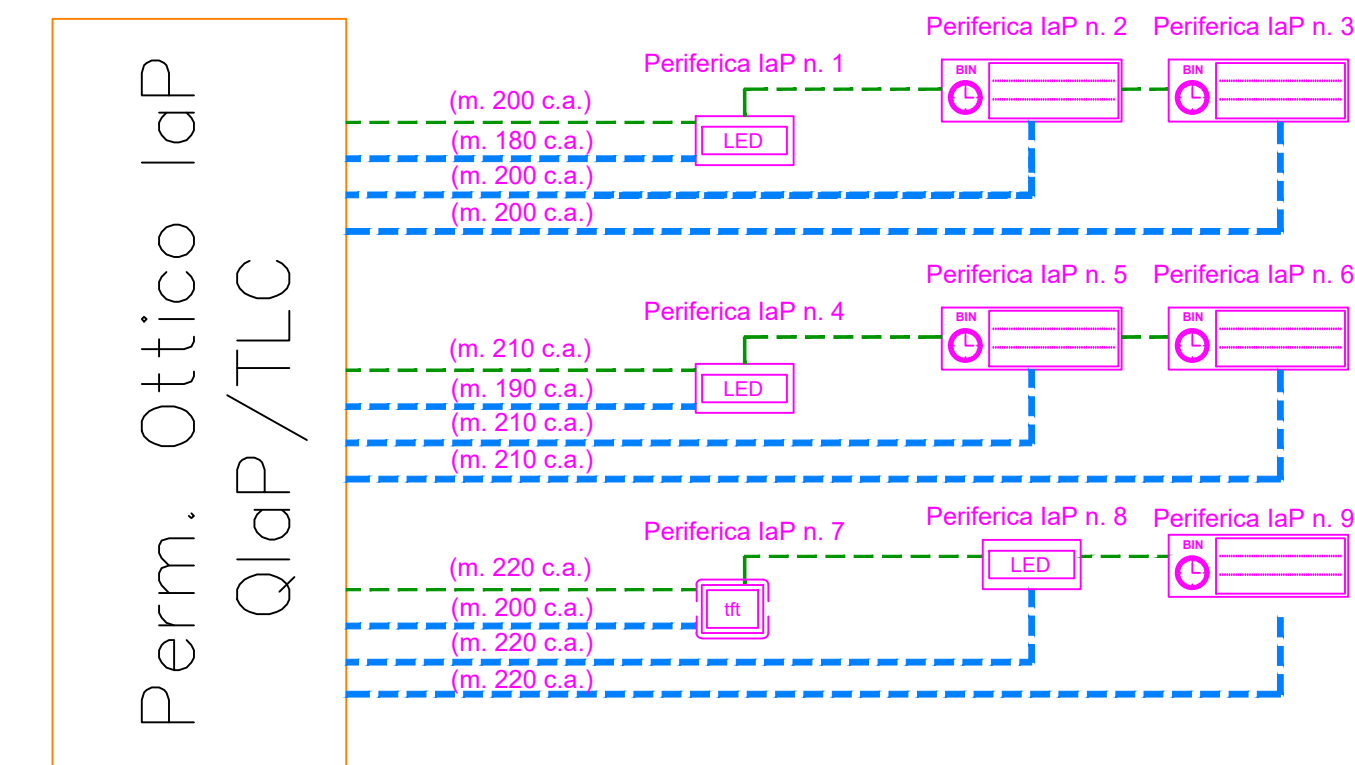 Perm. Ottico IaP
QIaP/TLC
Periferica IaP n. 1
Periferica IaP n. 2
Periferica IaP n. 3
(m. 200 c.a.)
(m. 180 c.a.)
(m. 200 c.a.)
(m. 200 c.a.)
LED
BIN
BIN
Periferica IaP n. 4
Periferica IaP n. 5
Periferica IaP n. 6
(m. 210 c.a.)
(m. 190 c.a.)
(m. 210 c.a.)
(m. 210 c.a.)
LED
BIN
BIN
Periferica IaP n. 7
Periferica IaP n. 8
Periferica IaP n. 9
(m. 220 c.a.)
(m. 200 c.a.)
(m. 220 c.a.)
(m. 220 c.a.)
tft
LED
BIN